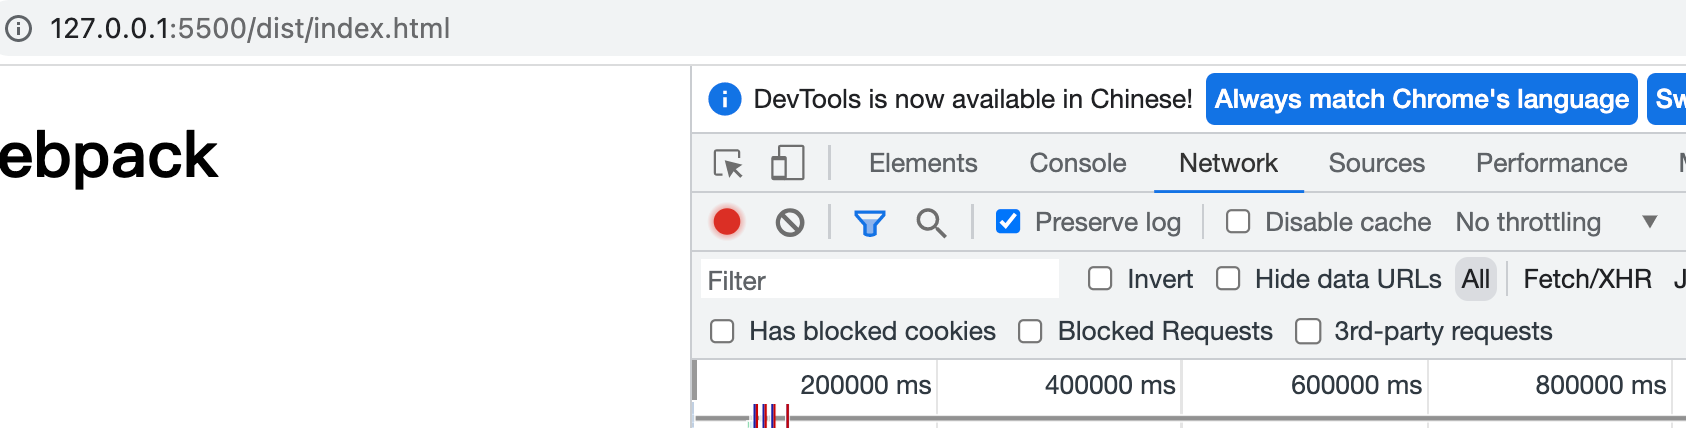 127.0.0.1:5500/dist/index.html
DevTools is now available in Chinese! Always match Chrome's language
ebpack
Elements Console Network Sources Performance
Preserve log Disable cache No throttling
Filter Invert Hide data URLs All Fetch/XHR
Has blocked cookies Blocked Requests 3rd-party requests
200000 ms 400000 ms 600000 ms 800000 ms